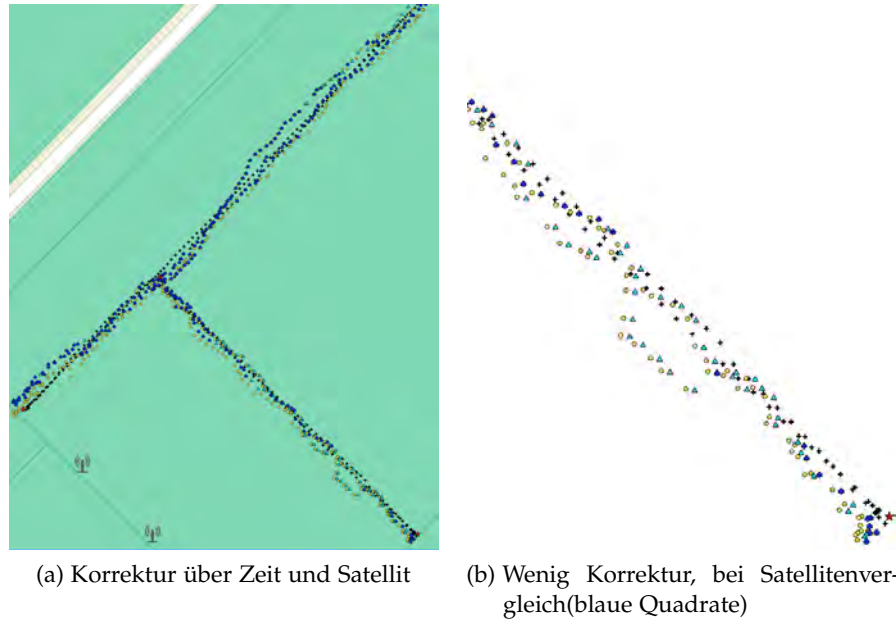 (a) Korrektur über Zeit und Satellit
(b) Wenig Korrektur, bei Satellitenver-
gleich(blaue Quadrate)